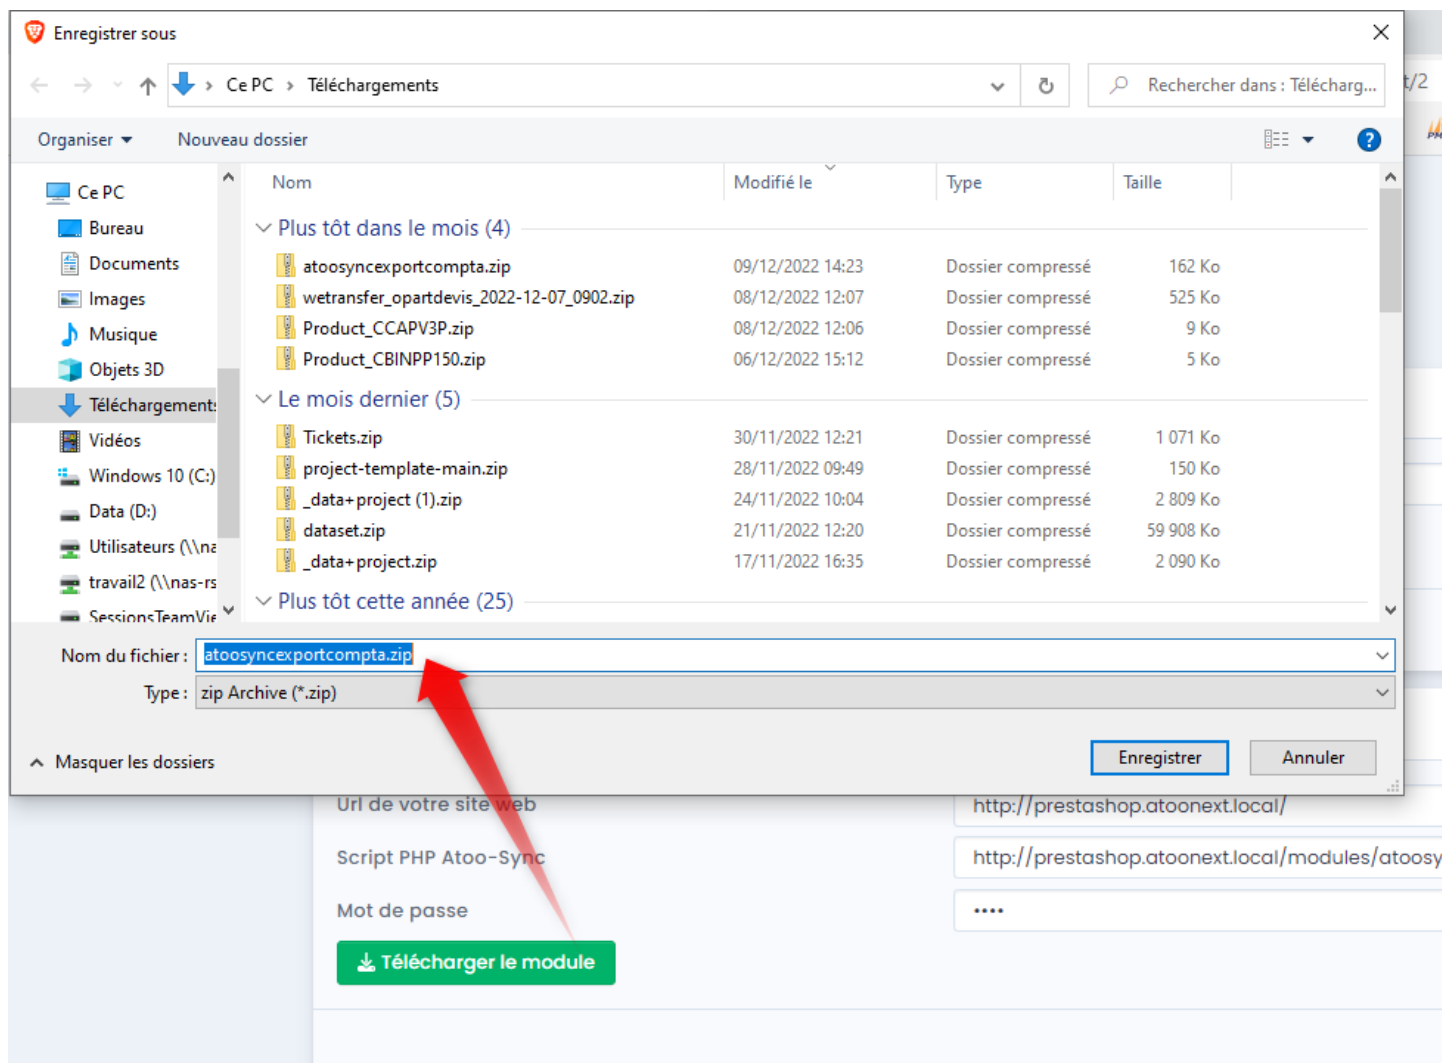 Enregistrer sous
t/2
Ce PC > Téléchargements
Rechercher dans : Télécharg...
Organiser
Nouveau dossier
?
PM
Nom Modifié le Type Taille
Ce PC
Bureau
Documents
Images
Musique
Objets 3D
Téléchargements
Vidéos
Windows 10 (C:)
Data (D:)
Utilisateurs (\\na
travail2 (\\nas-rs
SessionsTeamVie
Plus tôt dans le mois (4)
atoosyncexportcompta.zip 09/12/2022 14:23 Dossier compressé 162 Ko
wetransfer_opartdevis_2022-12-07_0902.zip 08/12/2022 12:07 Dossier compressé 525 Ko
Product_CCAPV3P.zip 08/12/2022 12:06 Dossier compressé 9 Ko
Product_CBINPP150.zip 06/12/2022 15:12 Dossier compressé 5 Ko
Le mois dernier (5)
Tickets.zip 30/11/2022 12:21 Dossier compressé 1 071 Ko
project-template-main.zip 28/11/2022 09:49 Dossier compressé 150 Ko
_data+project (1).zip 24/11/2022 10:04 Dossier compressé 2 809 Ko
dataset.zip 21/11/2022 12:20 Dossier compressé 59 908 Ko
_data+project.zip 17/11/2022 16:35 Dossier compressé 2 090 Ko
Plus tôt cette année (25)
Nom du fichier : atoosyncexportcompta.zip
Type : zip Archive (*.zip)
Masquer les dossiers
Enregistrer
Annuler
Url de votre site web http://prestashop.atoonext.local/
Script PHP Atoo-Sync http://prestashop.atoonext.local/modules/atoosy
Mot de passe ••••
Télécharger le module